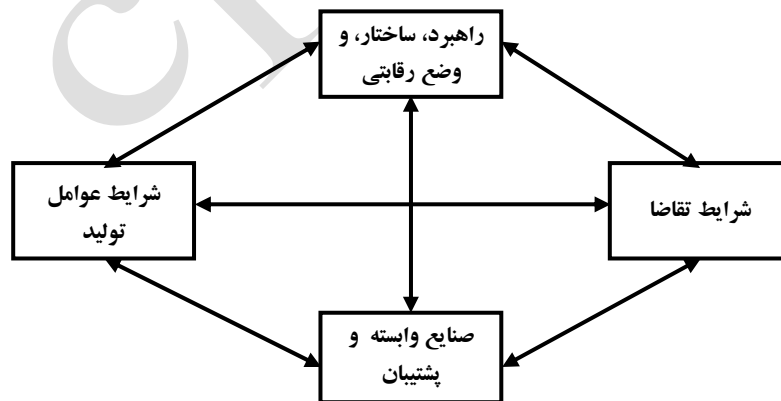 راهبرد، ساختار، و
وضع رقابتی
شرایط عوامل
تولید
شرایط تقاضا
صنایع وابسته و
پشتیبان